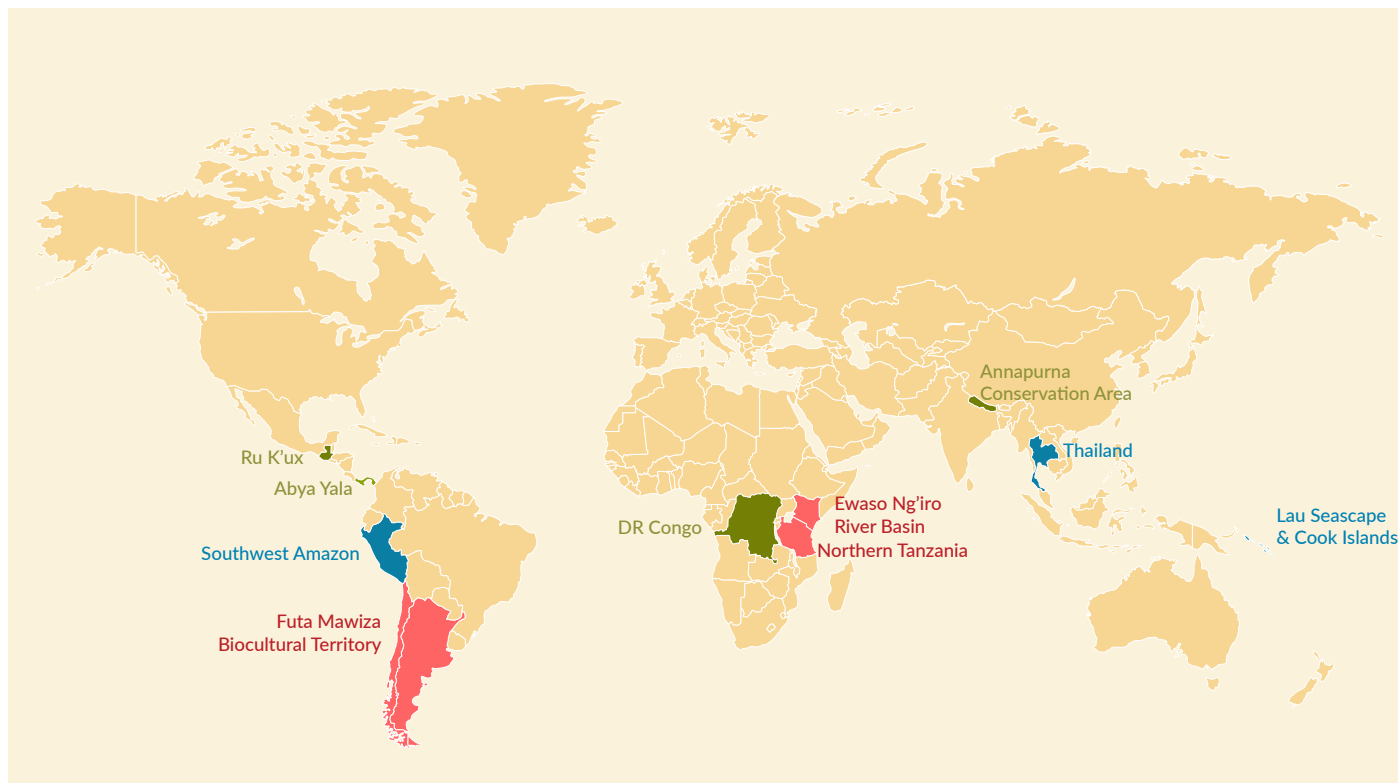 Annapurna
Conservation Area
Ru K'ux
Thailand
Abya Yala
Ewaso Ng'iro
River Basin
DR Congo
Northern Tanzania
Lau Seascape
& Cook Islands
Southwest Amazon
Futa Mawiza
Biocultural Territory